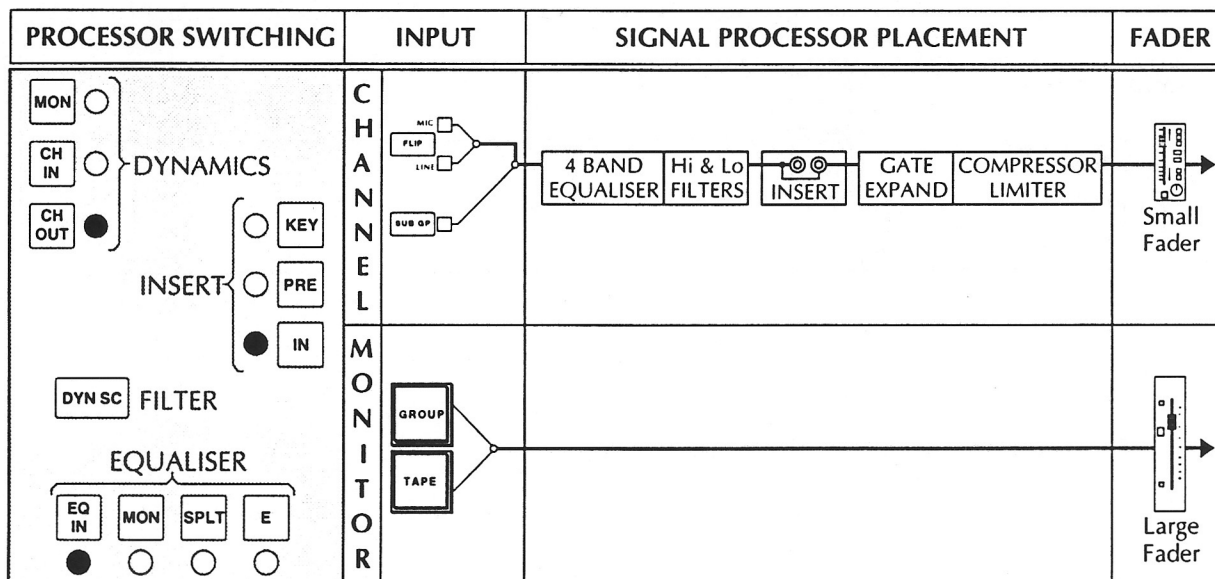 PROCESSOR SWITCHING
INPUT
SIGNAL PROCESSOR PLACEMENT
FADER
MON
CH IN
CH OUT
DYNAMICS
INSERT
KEY
PRE
IN
DYN SC
FILTER
EQUALISER
EQ IN
MON
SPLT
E
CHANNEL
MIC
FLIP
LINE
SUB GP
4 BAND
EQUALISER
Hi & Lo
FILTERS
INSERT
GATE
EXPAND
COMPRESSOR
LIMITER
Small
Fader
MONITOR
GROUP
TAPE
Large
Fader